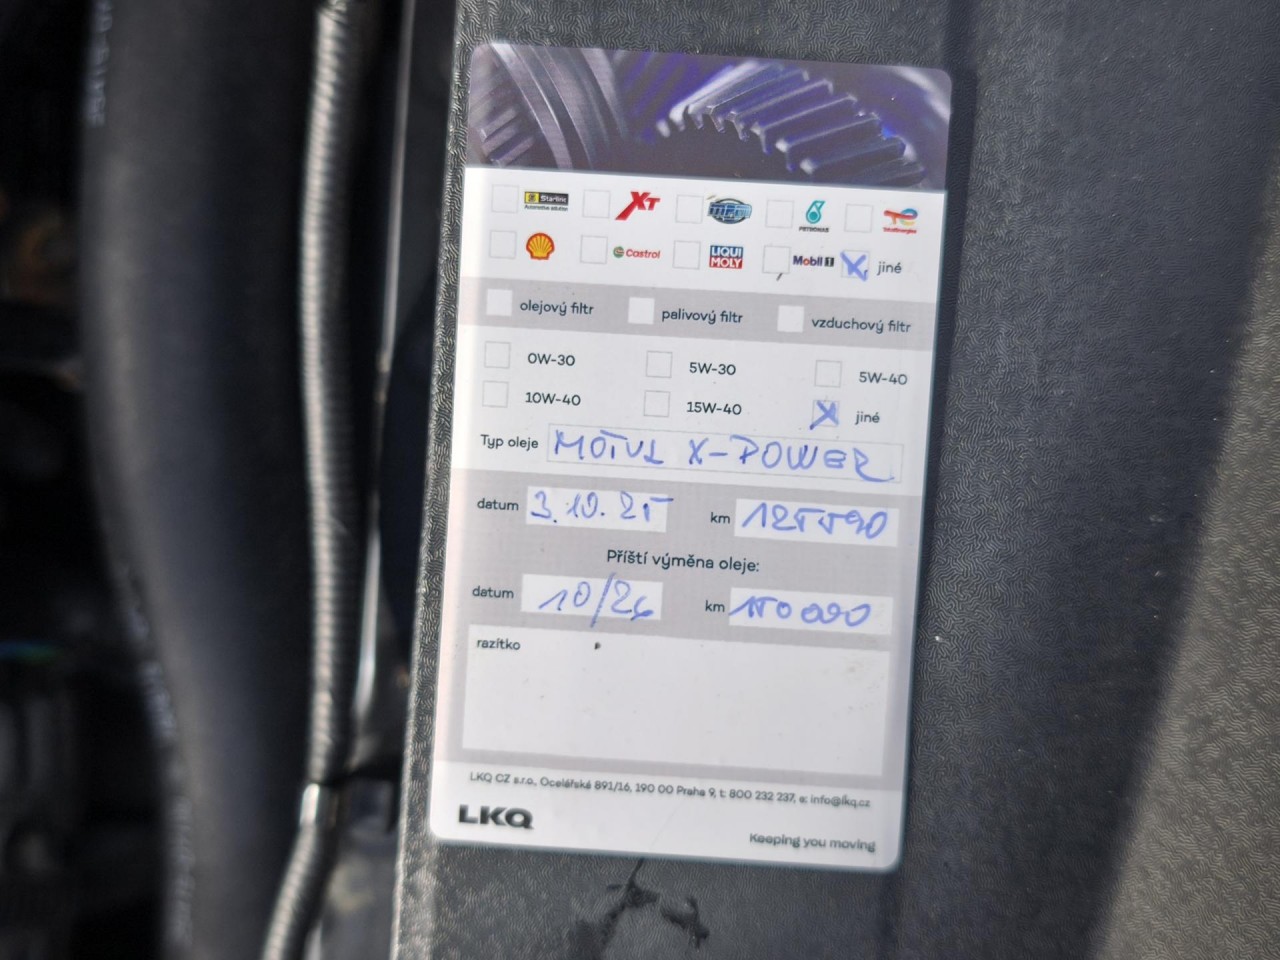 Starline XT MPM PETRONAS TotalEnergies
Castrol LIQUI MOLY Mobil 1 jiné
olejový filtr palivový filtr vzduchový filtr
0W-30 5W-30 5W-40
10W-40 15W-40 jiné
Typ oleje MOTUL X-POWER
datum 3.10.25 km 125590
Příští výměna oleje:
datum 10/26 km 150000
razítko
LKQ CZ s.r.o., Ocelářská 891/16, 190 00 Praha 9, t: 800 232 237, e: info@lkq.cz
LKQ
Keeping you moving